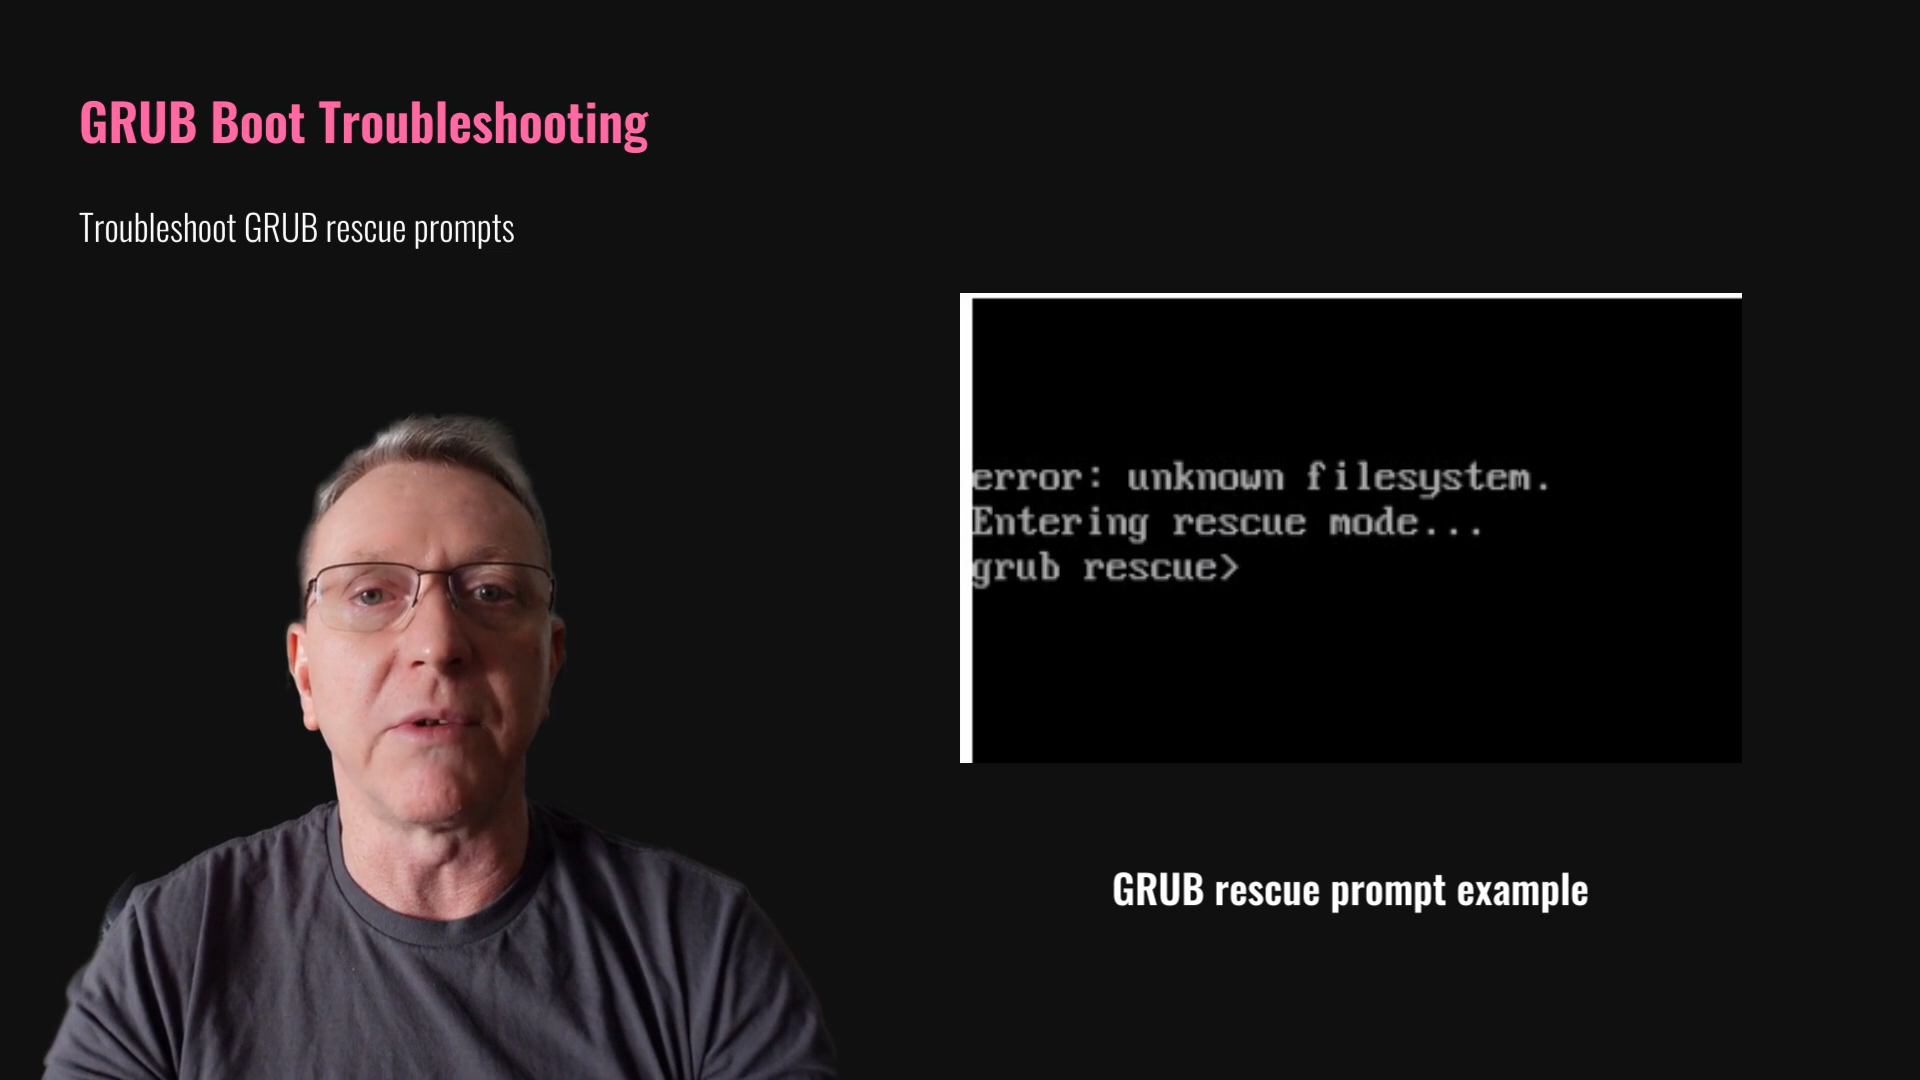 GRUB Boot Troubleshooting
Troubleshoot GRUB rescue prompts
error: unknown filesystem.
Entering rescue mode...
grub rescue>
GRUB rescue prompt example